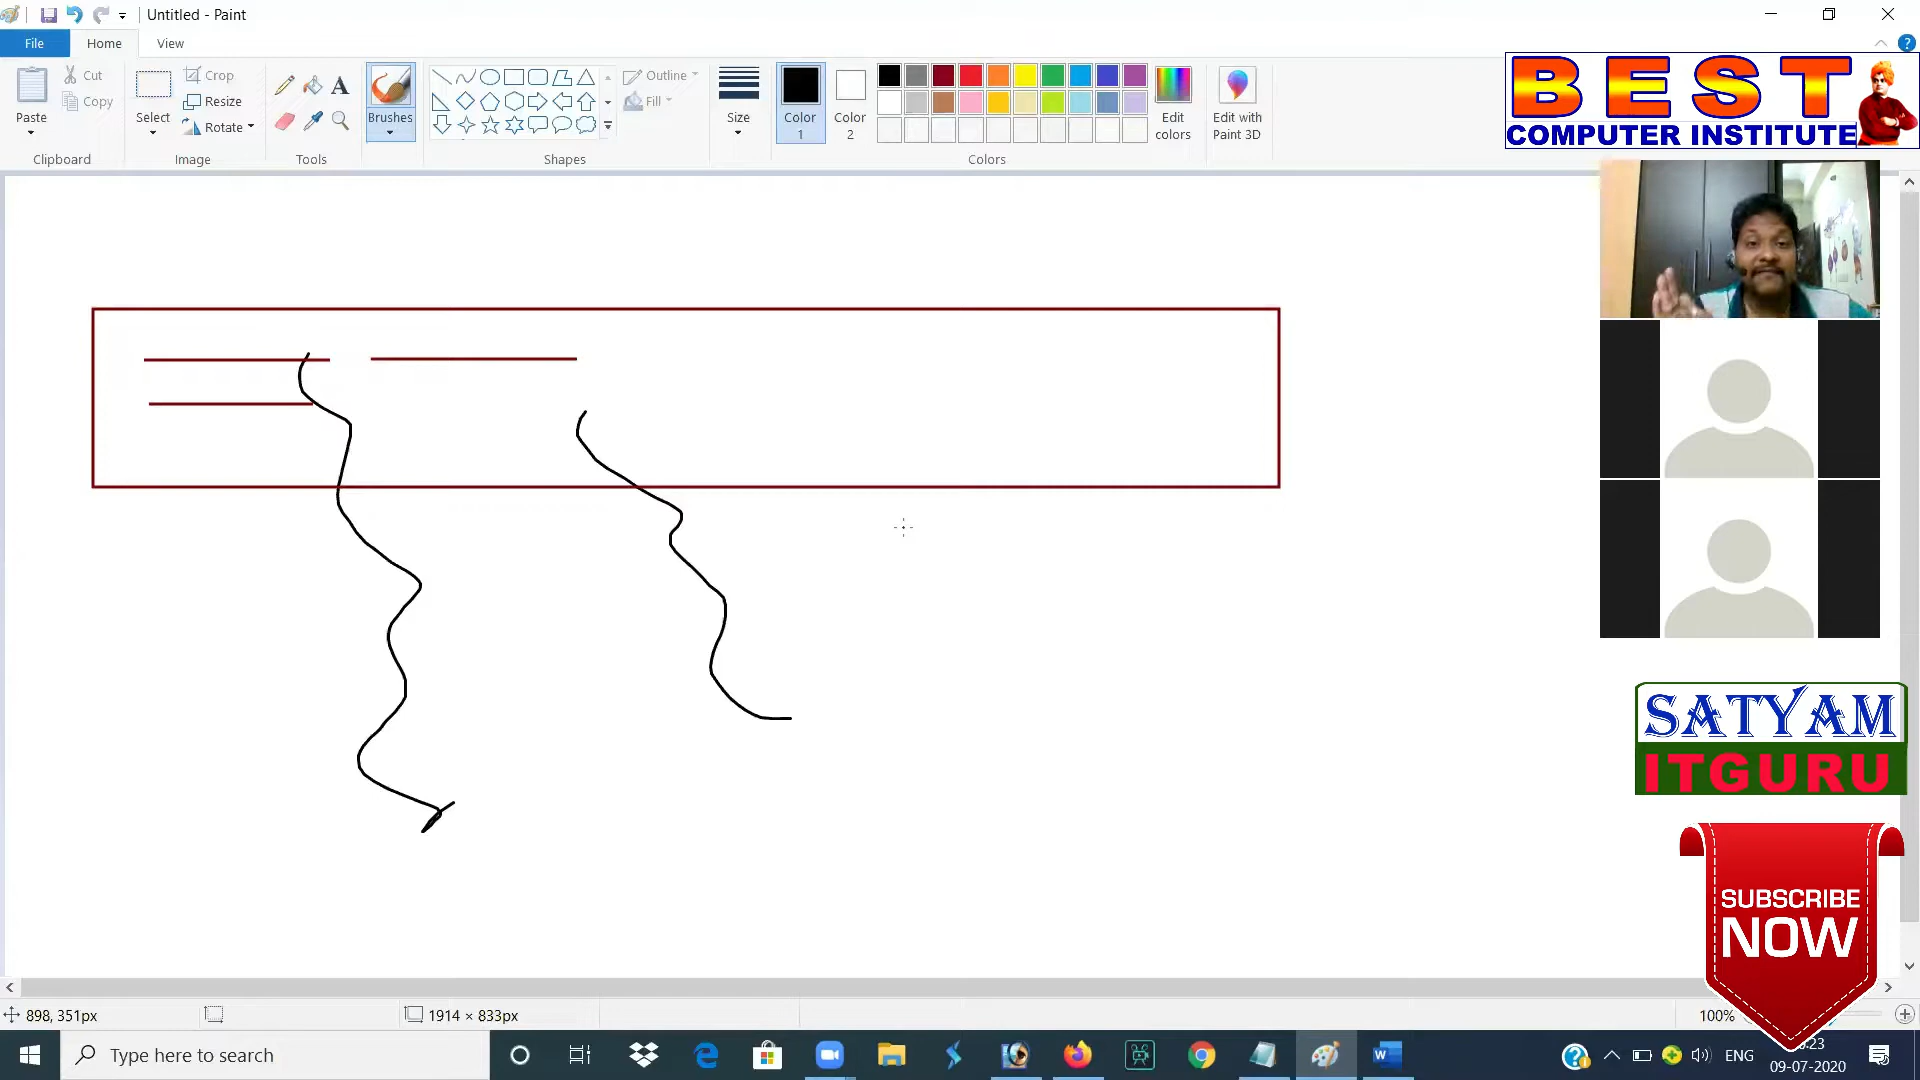 Untitled - Paint
File Home View
Paste Cut Copy Clipboard
Select Crop Resize Rotate Image
Tools
Brushes
Shapes
Outline Fill
Size
Color 1
Color 2
Colors
Edit colors
Edit with Paint 3D
BEST
COMPUTER INSTITUTE
SATYAM
ITGURU
SUBSCRIBE
NOW
898, 351px
1914 × 833px
100%
Type here to search
ENG
:23
09-07-2020